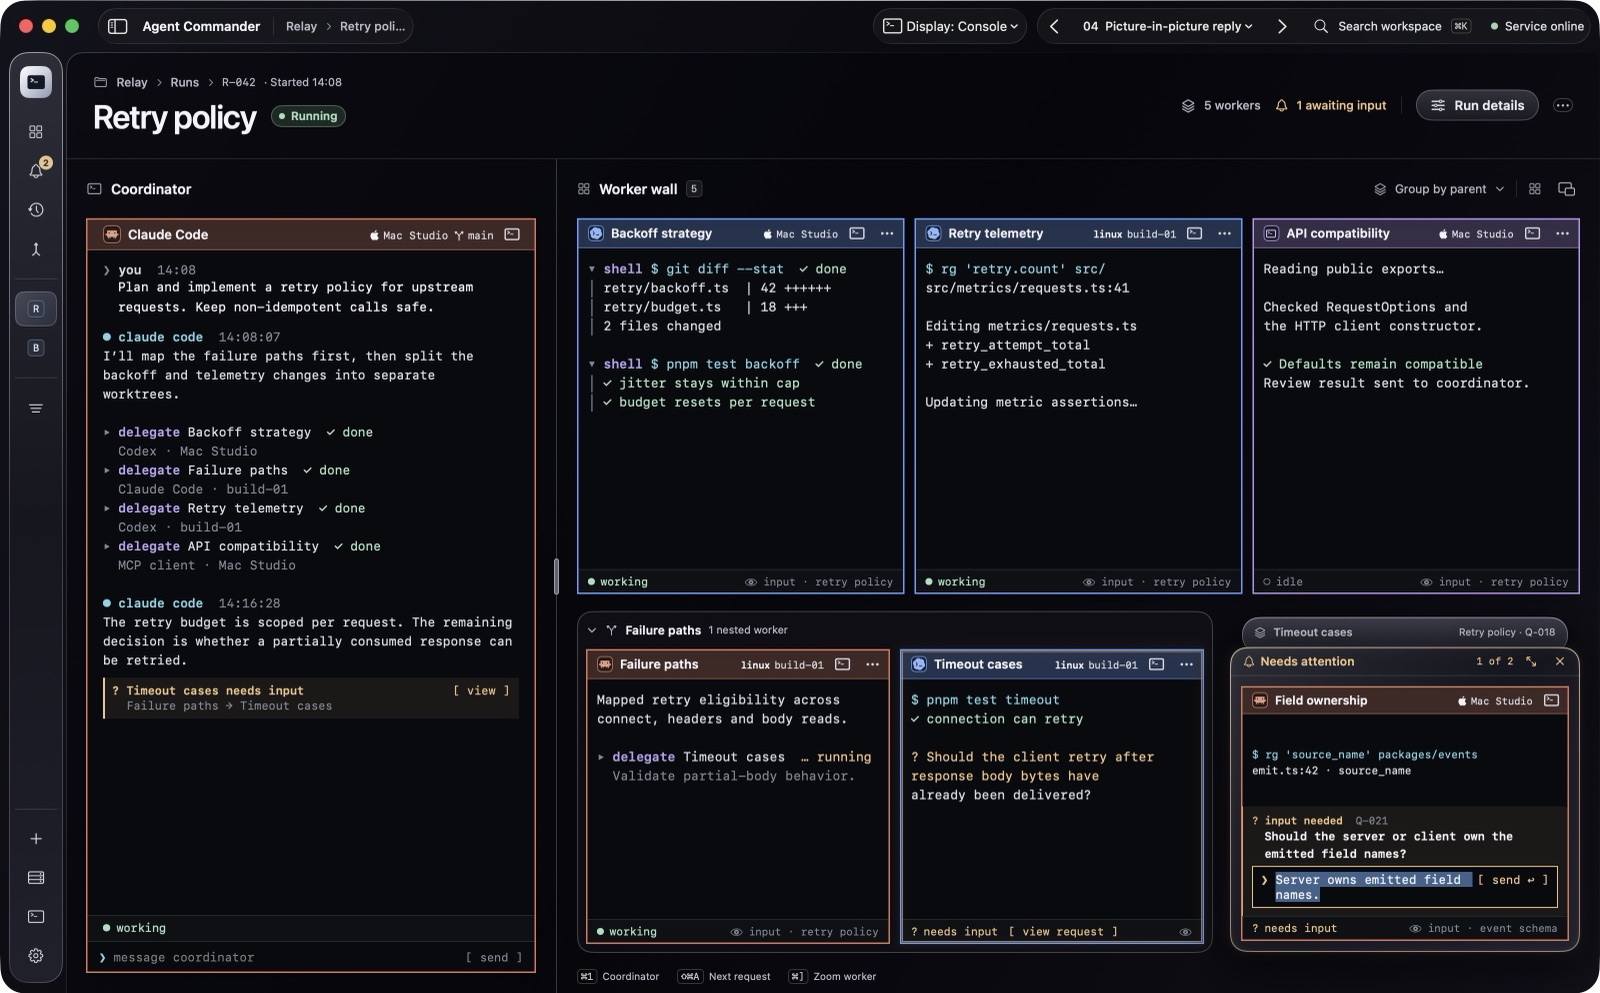 Agent Commander
Relay > Retry poli...
Display: Console
04 Picture-in-picture reply
Search workspace ⌘K
Service online
Relay > Runs > R-042 · Started 14:08
Retry policy
Running
5 workers
1 awaiting input
Run details
2
R
B
Coordinator
Claude Code
Mac Studio main
❯ you 14:08
Plan and implement a retry policy for upstream
requests. Keep non-idempotent calls safe.
● claude code 14:08:07
I'll map the failure paths first, then split the
backoff and telemetry changes into separate
worktrees.
▸ delegate Backoff strategy ✓ done
Codex · Mac Studio
▸ delegate Failure paths ✓ done
Claude Code · build-01
▸ delegate Retry telemetry ✓ done
Codex · build-01
▸ delegate API compatibility ✓ done
MCP client · Mac Studio
● claude code 14:16:28
The retry budget is scoped per request. The remaining
decision is whether a partially consumed response can
be retried.
? Timeout cases needs input [ view ]
Failure paths → Timeout cases
● working
❯ message coordinator [ send ]
Worker wall 5
Group by parent
Backoff strategy
Mac Studio
▾ shell $ git diff --stat ✓ done
retry/backoff.ts | 42 ++++++
retry/budget.ts | 18 +++
2 files changed
▾ shell $ pnpm test backoff ✓ done
✓ jitter stays within cap
✓ budget resets per request
● working
input · retry policy
Retry telemetry
linux build-01
$ rg 'retry.count' src/
src/metrics/requests.ts:41
Editing metrics/requests.ts
+ retry_attempt_total
+ retry_exhausted_total
Updating metric assertions…
● working
input · retry policy
API compatibility
Mac Studio
Reading public exports…
Checked RequestOptions and
the HTTP client constructor.
✓ Defaults remain compatible
Review result sent to coordinator.
○ idle
input · retry policy
Failure paths 1 nested worker
Failure paths
linux build-01
Mapped retry eligibility across
connect, headers and body reads.
▸ delegate Timeout cases … running
Validate partial-body behavior.
● working
input · retry policy
Timeout cases
linux build-01
$ pnpm test timeout
✓ connection can retry
? Should the client retry after
response body bytes have
already been delivered?
? needs input [ view request ]
Timeout cases
Retry policy · Q-018
Needs attention
1 of 2
Field ownership
Mac Studio
$ rg 'source_name' packages/events
emit.ts:42 · source_name
? input needed Q-021
Should the server or client own the
emitted field names?
❯ Server owns emitted field [ send ↩ ]
names.
? needs input
input · event schema
⌘1 Coordinator
⇧⌘A Next request
⌘] Zoom worker